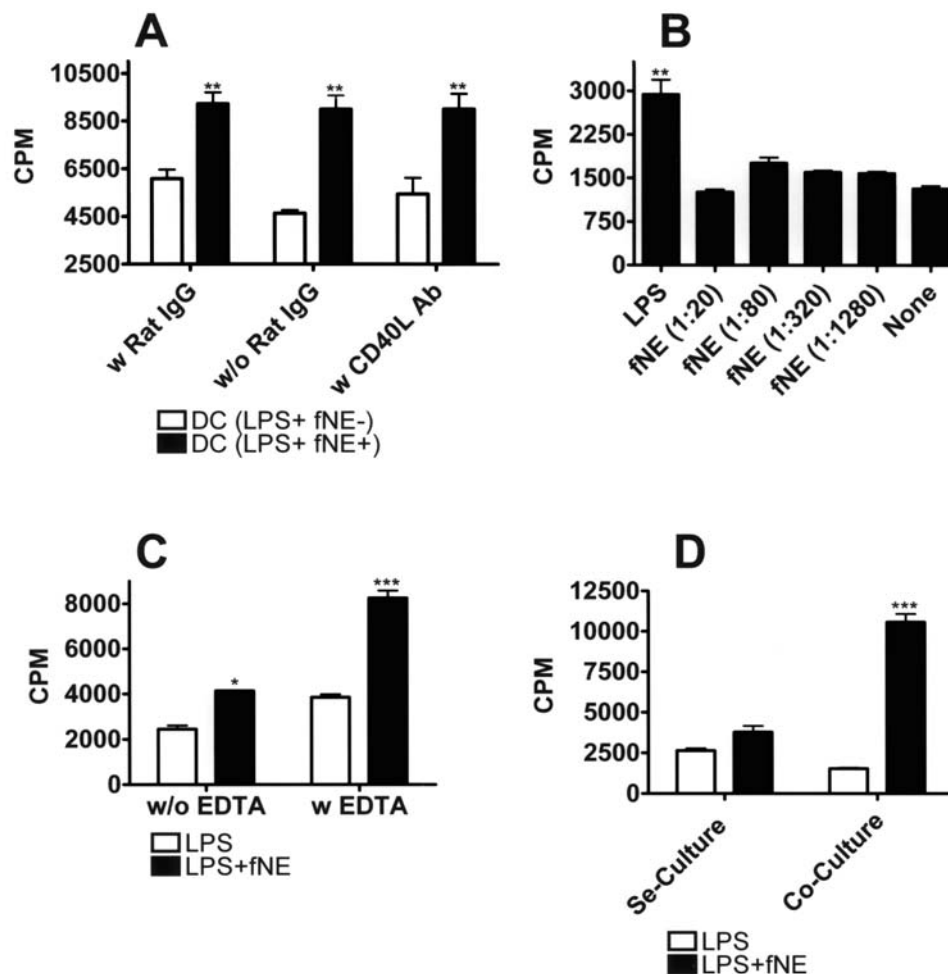 A
CPM
10500
8500
6500
4500
2500
** ** **
w Rat IgG
w/o Rat IgG
w CD40L Ab
DC (LPS+ fNE-)
DC (LPS+ fNE+)
B
CPM
3000
2250
1500
750
0
**
LPS
fNE (1:20)
fNE (1:80)
fNE (1:320)
fNE (1:1280)
None
C
CPM
8000
6000
4000
2000
0
* ***
w/o EDTA w EDTA
LPS
LPS+fNE
D
CPM
12500
10000
7500
5000
2500
0
***
Se-Culture
Co-Culture
LPS
LPS+fNE